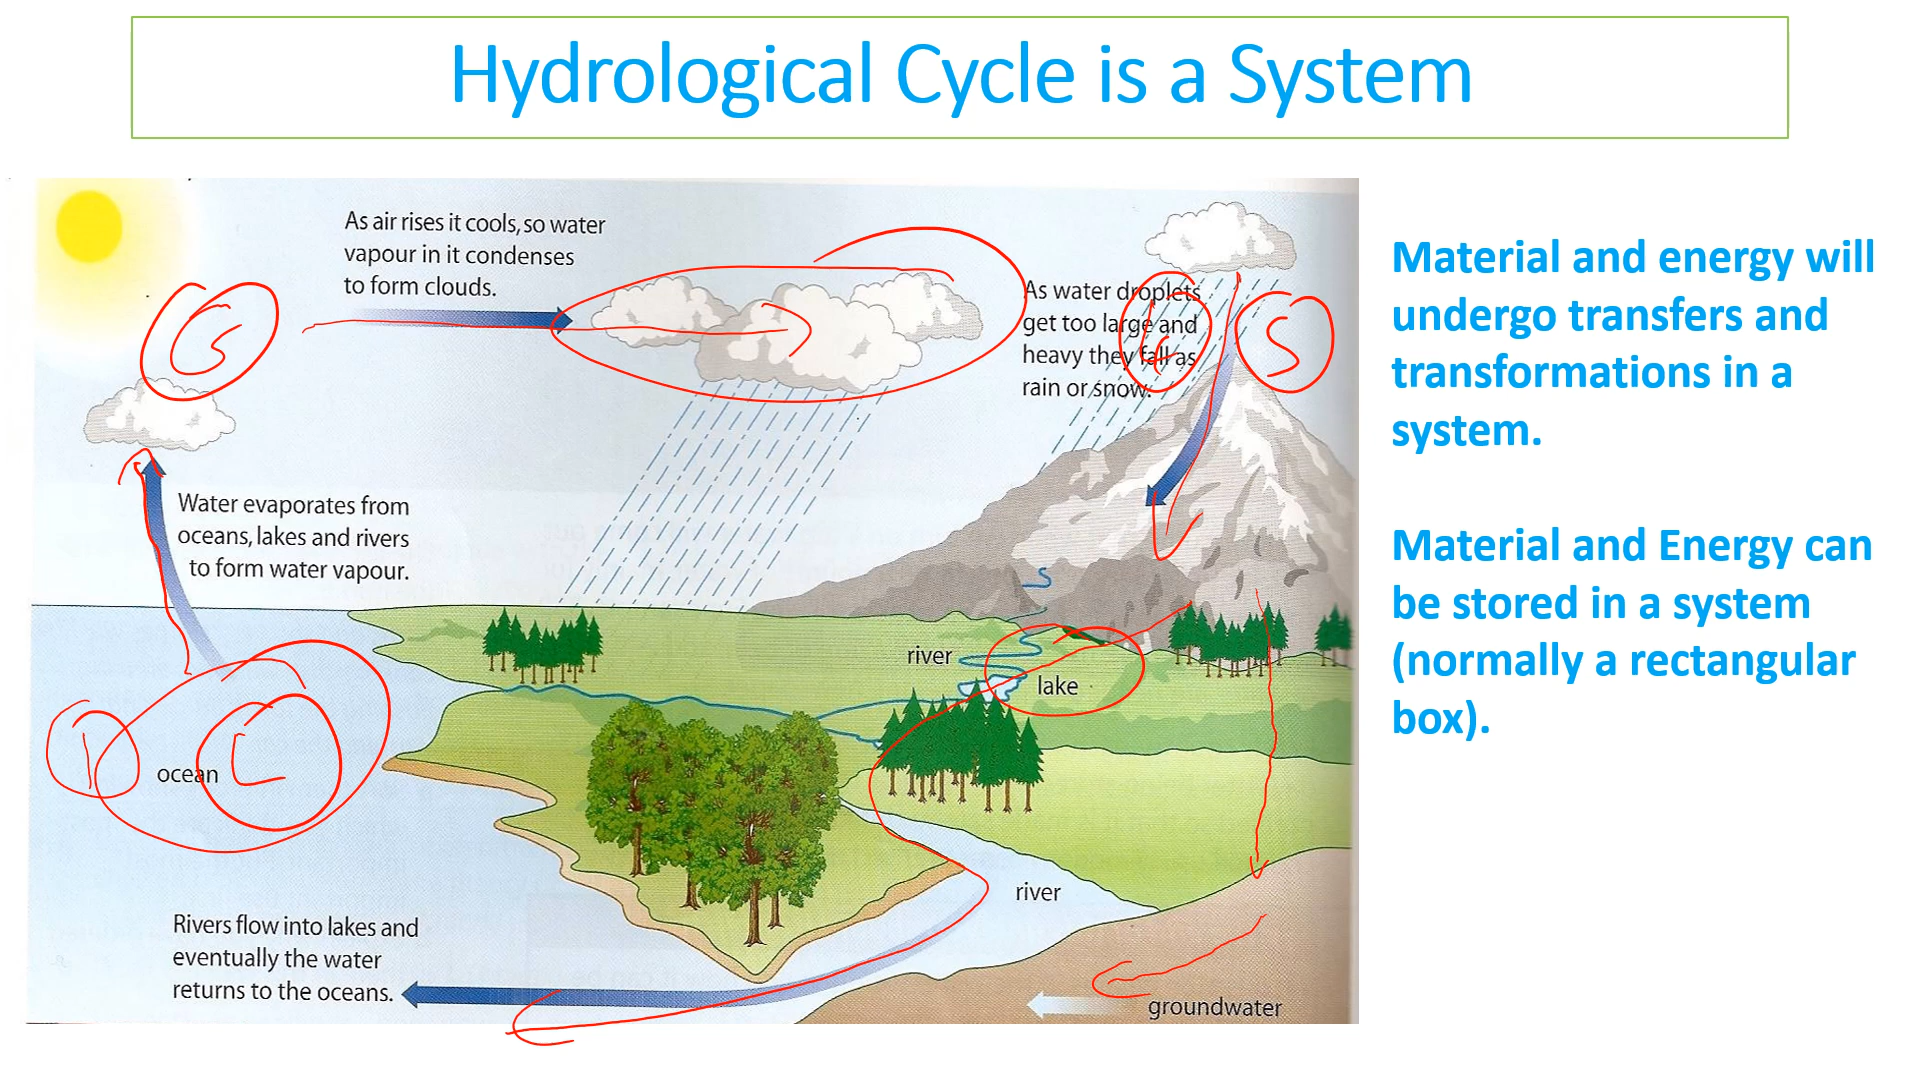 Hydrological Cycle is a System
As air rises it cools, so water
vapour in it condenses
to form clouds.
As water droplets
get too large and
heavy they fall as
rain or snow.
G
L
S
Water evaporates from
oceans, lakes and rivers
to form water vapour.
river
lake
L
ocean
river
Rivers flow into lakes and
eventually the water
returns to the oceans.
groundwater
Material and energy will
undergo transfers and
transformations in a
system.
Material and Energy can
be stored in a system
(normally a rectangular
box).